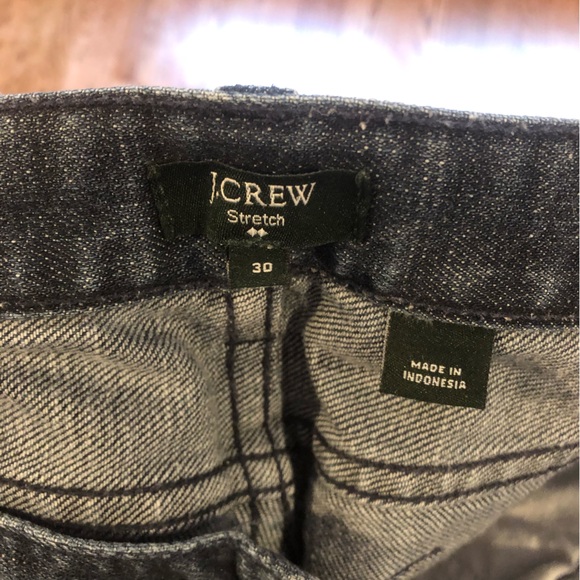 J.CREW
Stretch
30
MADE IN
INDONESIA